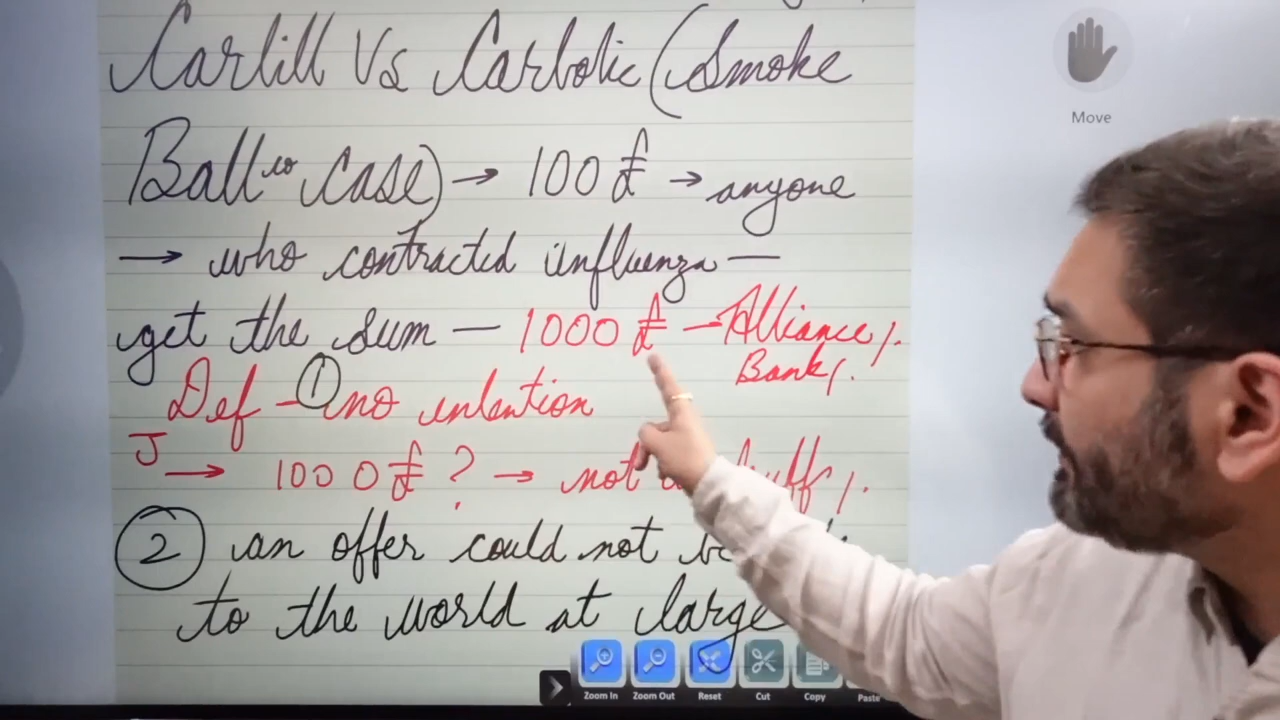 Carlill Vs Carbolic (Smoke
Ball Co Case) → 100 £ → anyone
→ who contracted influenza —
get the sum — 1000 £ → Alliance
Bank
Def - ① no intention
J → 1000 £ ? → not a
② an offer could not
to the world at large
Move
Zoom In Zoom Out Reset Cut Copy Paste